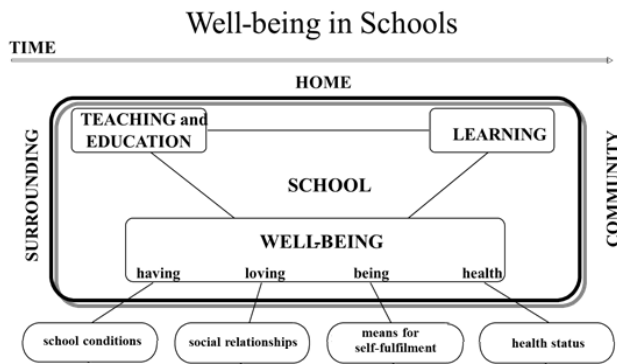 Well-being in Schools
TIME
HOME
SURROUNDING
COMMUNITY
TEACHING and
EDUCATION
LEARNING
SCHOOL
WELL-BEING
having loving being health
school conditions
social relationships
means for
self-fulfilment
health status